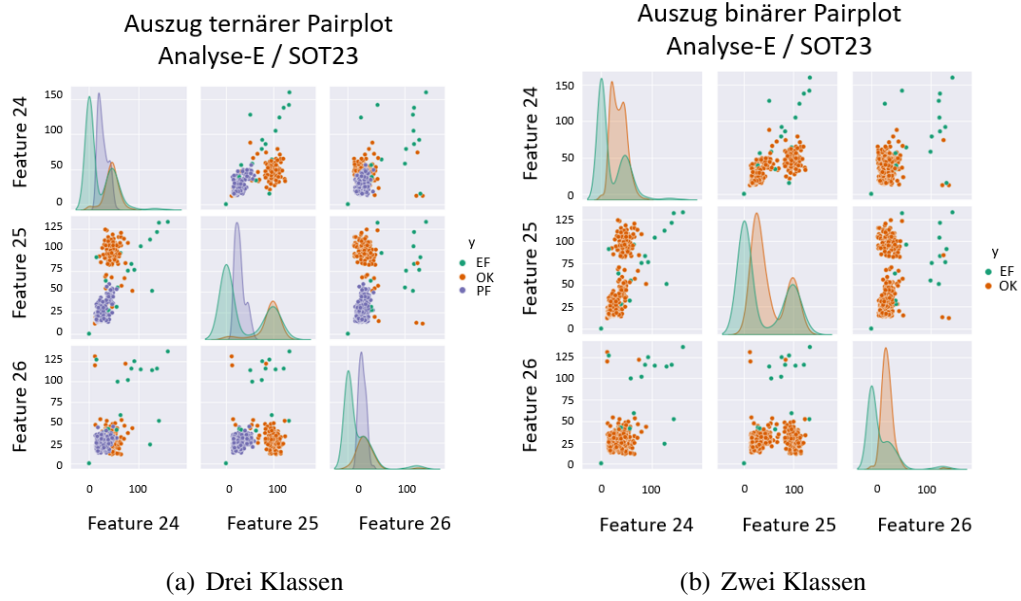 Auszug ternärer Pairplot
Analyse-E / SOT23
Feature 24
150
100
50
0
Feature 25
125
100
75
50
25
0
Feature 26
125
100
75
50
25
0
0 100
0 100
0 100
Feature 24
Feature 25
Feature 26
y
EF
OK
PF
(a) Drei Klassen
Auszug binärer Pairplot
Analyse-E / SOT23
Feature 24
150
100
50
0
Feature 25
125
100
75
50
25
0
Feature 26
125
100
75
50
25
0
0 100
0 100
0 100
Feature 24
Feature 25
Feature 26
y
EF
OK
(b) Zwei Klassen